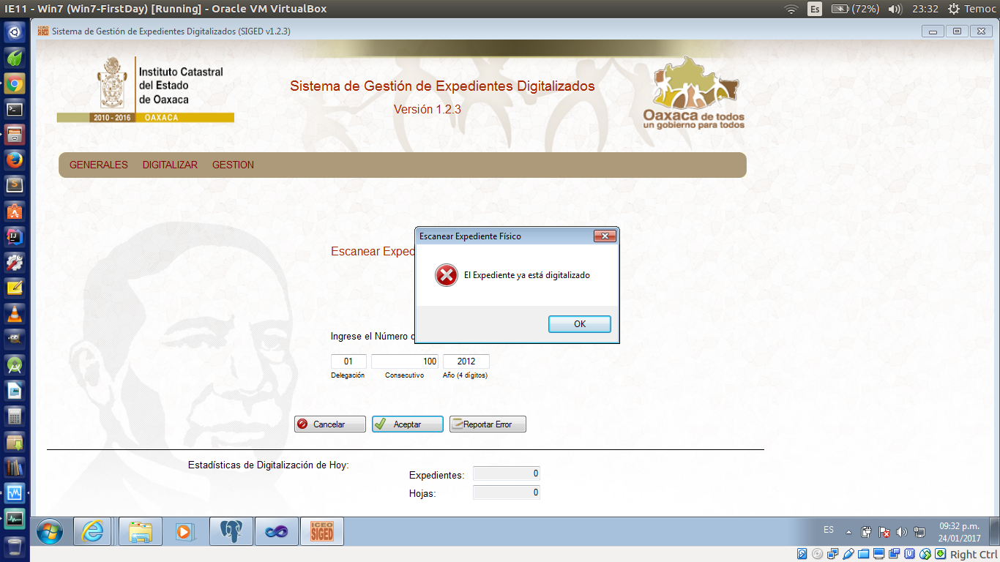 IE11 - Win7 (Win7-FirstDay) [Running] - Oracle VM VirtualBox
Es (72%) 23:32 Temoc
Sistema de Gestión de Expedientes Digitalizados (SIGED v1.2.3)
Instituto Catastral
del Estado
de Oaxaca
2010 - 2016 OAXACA
Sistema de Gestión de Expedientes Digitalizados
Versión 1.2.3
Oaxaca de todos
un gobierno para todos
GENERALES DIGITALIZAR GESTION
Escanear Exped
Escanear Expediente Físico
El Expediente ya está digitalizado
OK
Ingrese el Número d
01 100 2012
Delegación Consecutivo Año (4 dígitos)
Cancelar Aceptar Reportar Error
Estadísticas de Digitalización de Hoy:
Expedientes: 0
Hojas: 0
ICEO
SIGED
ES
09:32 p.m.
24/01/2017
Right Ctrl